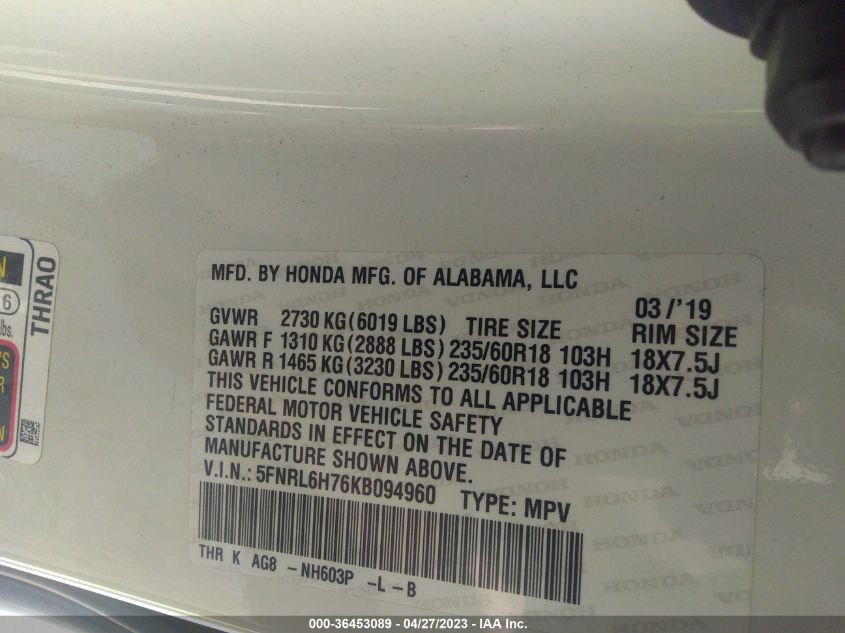 MFD. BY HONDA MFG. OF ALABAMA, LLC
03/'19
GVWR 2730 KG(6019 LBS) TIRE SIZE RIM SIZE
GAWR F 1310 KG(2888 LBS) 235/60R18 103H 18X7.5J
GAWR R 1465 KG(3230 LBS) 235/60R18 103H 18X7.5J
THIS VEHICLE CONFORMS TO ALL APPLICABLE
FEDERAL MOTOR VEHICLE SAFETY
STANDARDS IN EFFECT ON THE DATE OF
MANUFACTURE SHOWN ABOVE.
V.I.N.: 5FNRL6H76KB094960 TYPE: MPV
THR K AG8 -NH603P -L -B
THRA0
6
lbs.
000-36453089 - 04/27/2023 - IAA Inc.